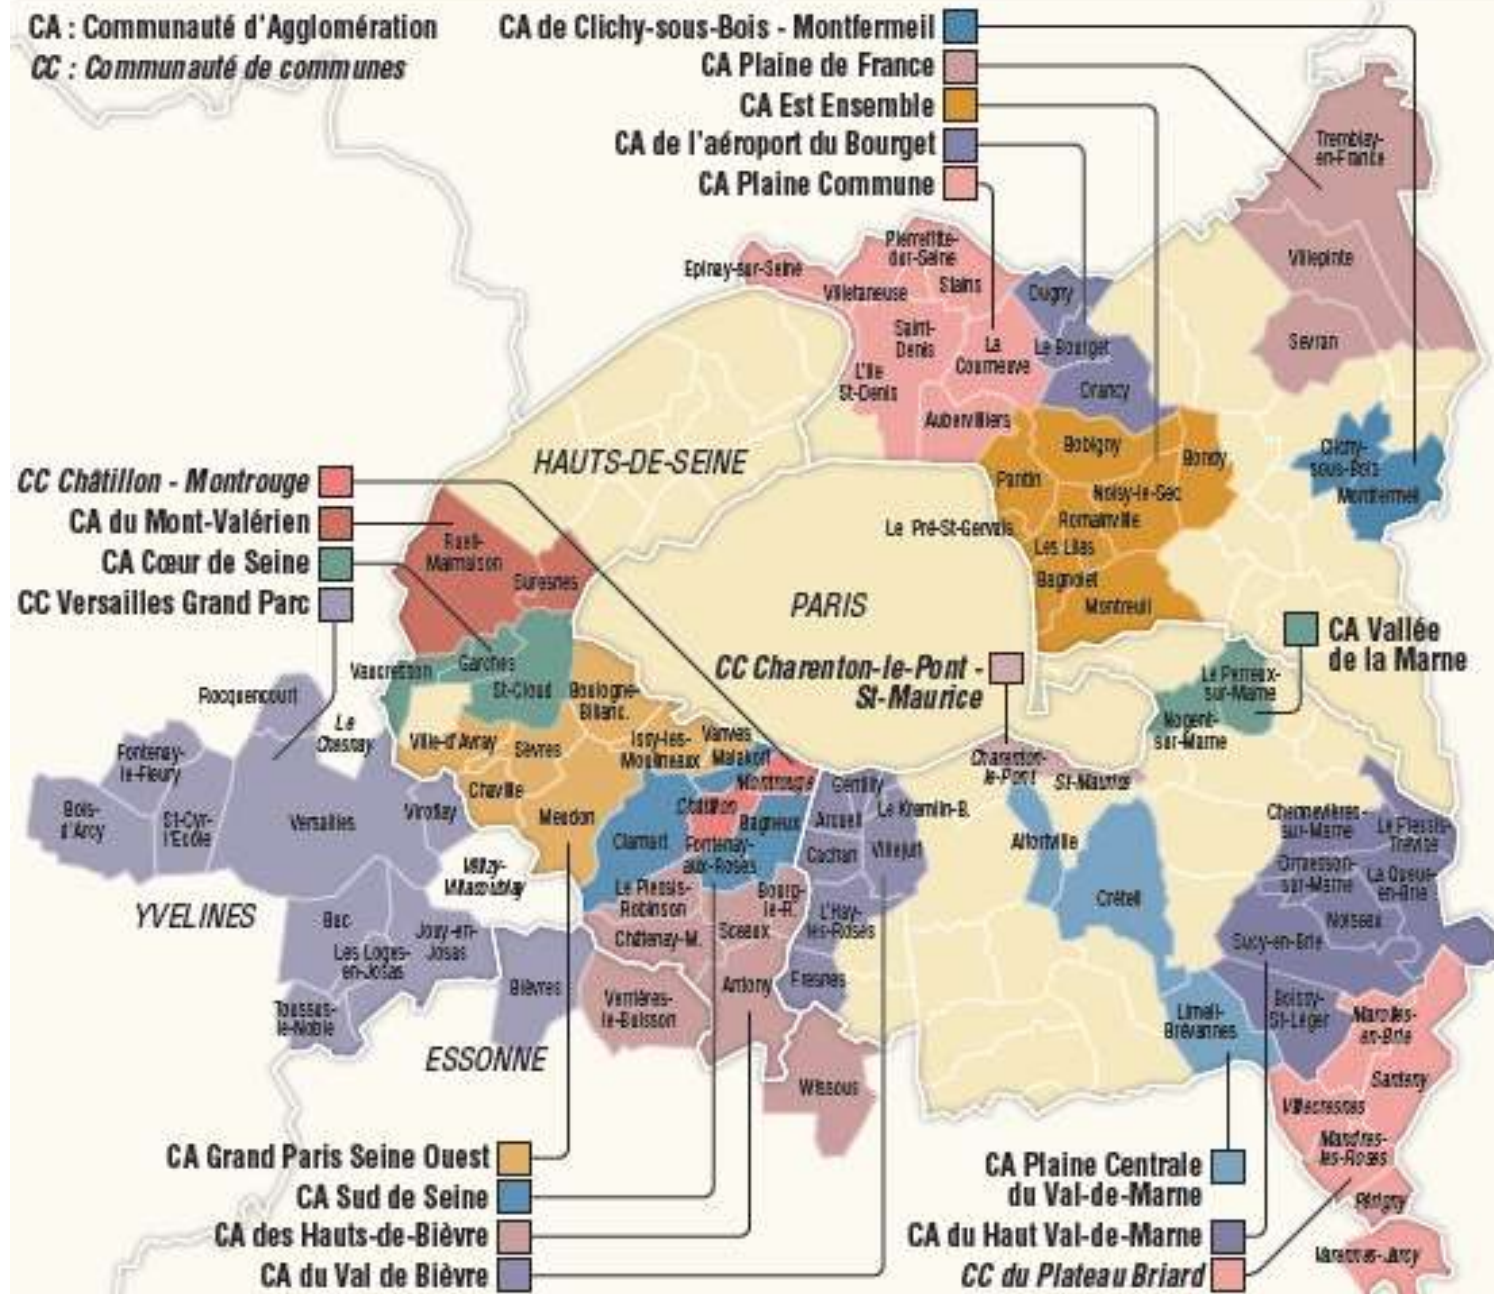 CA : Communauté d'Agglomération
CC : Communauté de communes
CA de Clichy-sous-Bois - Montfermeil
CA Plaine de France
CA Est Ensemble
CA de l'aéroport du Bourget
CA Plaine Commune
Tremblay-
en-France
Villepinte
Sevran
Pierrefitte-
sur-Seine
Epinay-sur-Seine
Villetaneuse
Stains
Dugny
Saint-
Denis
La
Courneuve
Le Bourget
L'Ile
St-Denis
Drancy
Aubervilliers
Bobigny
Bondy
Clichy-
sous-Bois
Montfermeil
Pantin
Noisy-le-Sec
Romainville
Le Pré-St-Gervais
Les Lilas
Bagnolet
Montreuil
HAUTS-DE-SEINE
CC Châtillon - Montrouge
CA du Mont-Valérien
CA Cœur de Seine
CC Versailles Grand Parc
Rueil-
Malmaison
Suresnes
PARIS
CA Vallée
de la Marne
CC Charenton-le-Pont -
St-Maurice
Le Perreux-
sur-Marne
Nogent-
sur-Marne
Vaucresson
Garches
St-Cloud
Boulogne-
Billanc.
Rocquencourt
Le
Chesnay
Ville-d'Avray
Sèvres
Issy-les-
Moulineaux
Vanves
Malakoff
Montrouge
Charenton-
le-Pont
St-Maurice
Fontenay-
le-Fleury
Bois-
d'Arcy
St-Cyr-
l'Ecole
Versailles
Viroflay
Chaville
Meudon
Châtillon
Bagneux
Clamart
Fontenay-
aux-Roses
Gentilly
Le Kremlin-B.
Arcueil
Cachan
Villejuif
Alfortville
Créteil
Chennevières-
sur-Marne
Le Plessis-
Trévise
Ormesson-
sur-Marne
La Queue-
en-Brie
Noiseau
Sucy-en-Brie
Vélizy-
Villacoublay
Le Plessis-
Robinson
Bourg-
la-R.
Sceaux
Châtenay-M.
L'Hay-
les-Roses
YVELINES
Buc
Les Loges-
en-Josas
Jouy-en-
Josas
Toussus-
le-Noble
Bièvres
Verrières-
le-Buisson
Antony
Fresnes
Wissous
Limeil-
Brévannes
Boissy-
St-Léger
Marolles-
en-Brie
Santeny
Villecresnes
Mandres-
les-Roses
Périgny
Varennes-Jarcy
ESSONNE
CA Grand Paris Seine Ouest
CA Sud de Seine
CA des Hauts-de-Bièvre
CA du Val de Bièvre
CA Plaine Centrale
du Val-de-Marne
CA du Haut Val-de-Marne
CC du Plateau Briard